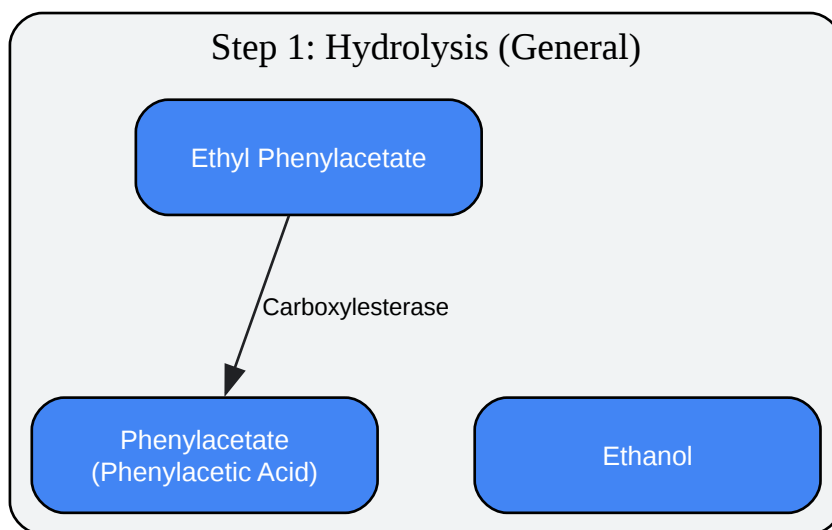 Step 1: Hydrolysis (General)
Ethyl Phenylacetate
Carboxylesterase
Phenylacetate
(Phenylacetic Acid)
Ethanol